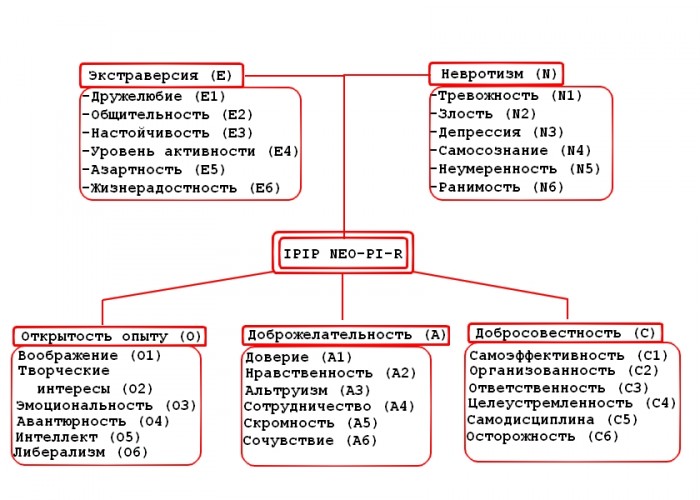 Экстраверсия (E)
-Дружелюбие (E1)
-Общительность (E2)
-Настойчивость (E3)
-Уровень активности (E4)
-Азартность (E5)
-Жизнерадостность (E6)
Невротизм (N)
-Тревожность (N1)
-Злость (N2)
-Депрессия (N3)
-Самосознание (N4)
-Неумеренность (N5)
-Ранимость (N6)
IPIP NEO-PI-R
Открытость опыту (O)
Воображение (O1)
Творческие
интересы (O2)
Эмоциональность (O3)
Авантюрность (O4)
Интеллект (O5)
Либерализм (O6)
Доброжелательность (A)
Доверие (A1)
Нравственность (A2)
Альтруизм (A3)
Сотрудничество (A4)
Скромность (A5)
Сочувствие (A6)
Добросовестность (C)
Самоэффективность (C1)
Организованность (C2)
Ответственность (C3)
Целеустремленность (C4)
Самодисциплина (C5)
Осторожность (C6)